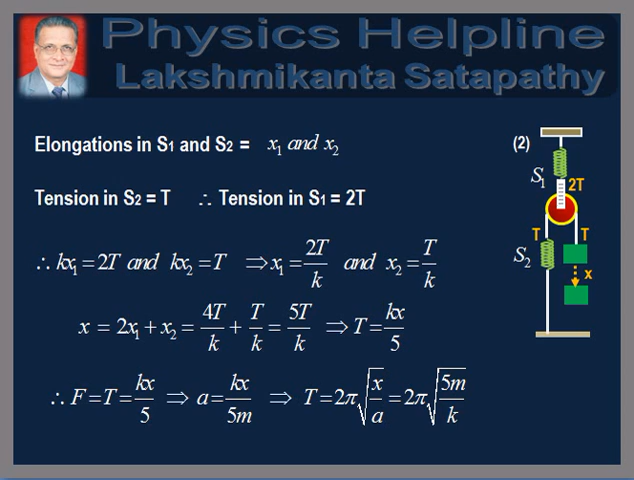 Physics Helpline
Lakshmikanta Satapathy
Elongations in S₁ and S₂ = x₁ and x₂
(2)
S₁
2T
Tension in S₂ = T ∴ Tension in S₁ = 2T
T T
S₂
x
∴ kx₁ = 2T and kx₂ = T ⇒ x₁ = 2T/k and x₂ = T/k
x = 2x₁ + x₂ = 4T/k + T/k = 5T/k ⇒ T = kx/5
∴ F = T = kx/5 ⇒ a = kx/5m ⇒ T = 2π√(x/a) = 2π√(5m/k)